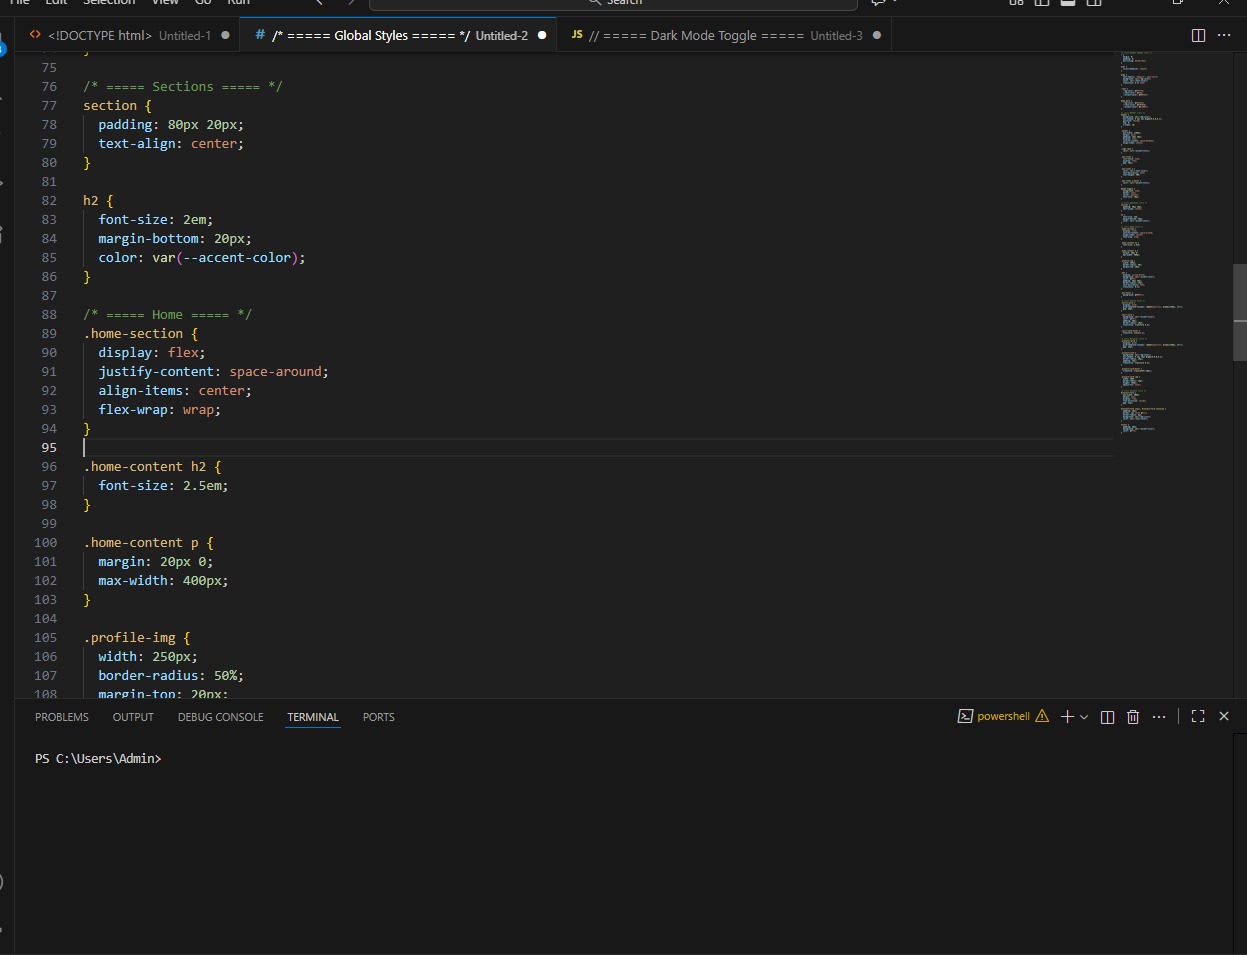 File Edit Selection View Go Run Search
<!DOCTYPE html> Untitled-1
# /* ===== Global Styles ===== */ Untitled-2
JS // ===== Dark Mode Toggle ===== Untitled-3
75
76 /* ===== Sections ===== */
77 section {
78 padding: 80px 20px;
79 text-align: center;
80 }
81
82 h2 {
83 font-size: 2em;
84 margin-bottom: 20px;
85 color: var(--accent-color);
86 }
87
88 /* ===== Home ===== */
89 .home-section {
90 display: flex;
91 justify-content: space-around;
92 align-items: center;
93 flex-wrap: wrap;
94 }
95
96 .home-content h2 {
97 font-size: 2.5em;
98 }
99
100 .home-content p {
101 margin: 20px 0;
102 max-width: 400px;
103 }
104
105 .profile-img {
106 width: 250px;
107 border-radius: 50%;
108 margin-top: 20px;
PROBLEMS OUTPUT DEBUG CONSOLE TERMINAL PORTS powershell
PS C:\Users\Admin>